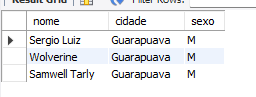 Result Grid Filter Rows:
nome cidade sexo
Sergio Luiz Guarapuava M
Wolverine Guarapuava M
Samwell Tarly Guarapuava M